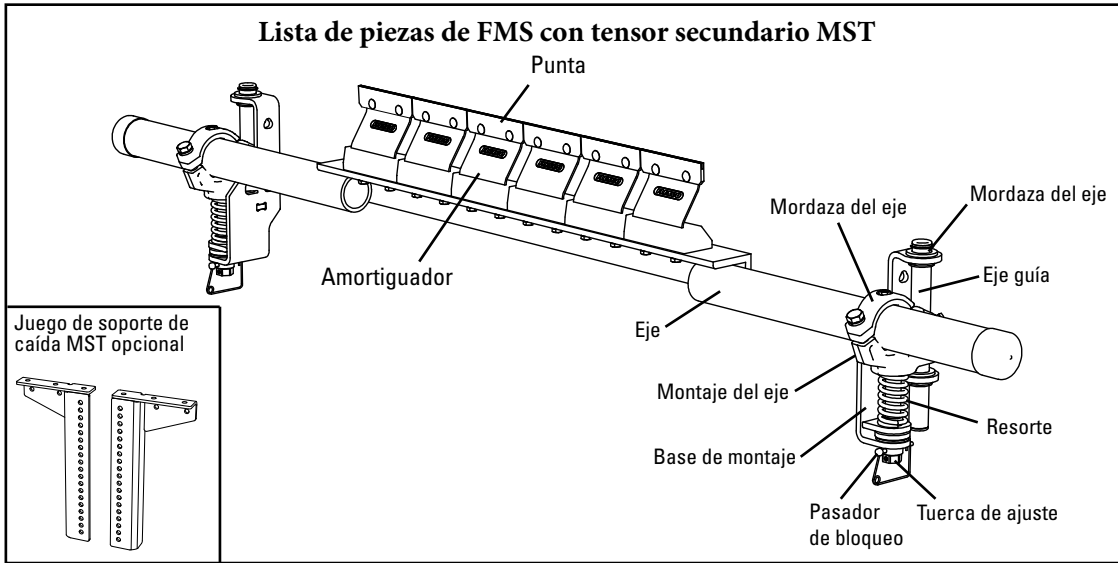 Lista de piezas de FMS con tensor secundario MST
Punta
Mordaza del eje
Mordaza del eje
Amortiguador
Eje guía
Eje
Juego de soporte de
caída MST opcional
Montaje del eje
Resorte
Base de montaje
Pasador
de bloqueo
Tuerca de ajuste